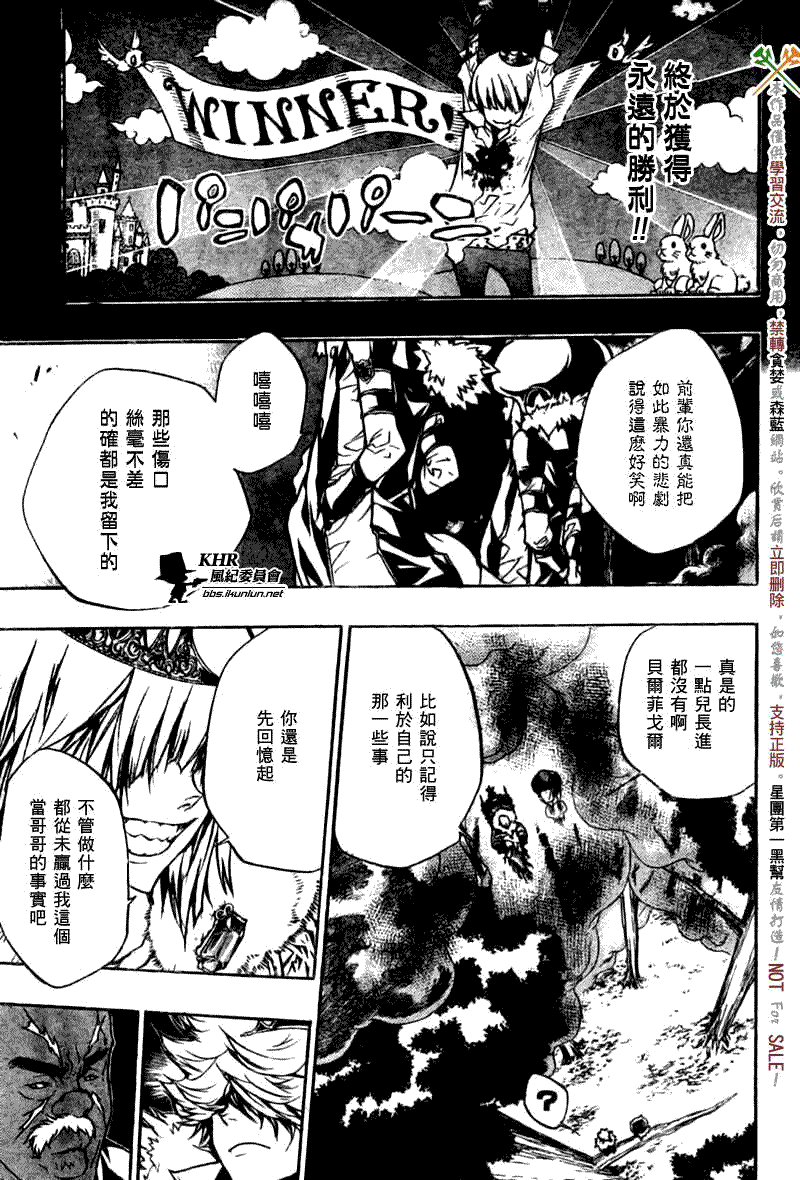 終於獲得
永遠的勝利!!
WINNER!
パンパカパーン
前輩你還真能把
如此暴力的悲劇
說得這麼好笑啊
嘻嘻嘻
那些傷口
絲毫不差
的確都是我留下的
KHR
風紀委員會
bbs.ikunlun.net
真是的
一點兒長進
都沒有啊
貝爾菲戈爾
比如說只記得
利於自己的
那一些事
你還是
先回憶起
不管做什麼
都從未贏過我這個
當哥哥的事實吧
?
本作品僅供學習交流，切勿商用，禁轉貪婪或森藍網站。欣賞后請立即刪除，如您喜歡，支持正版。星團第一黑幫友情打造！NOT For SALE！